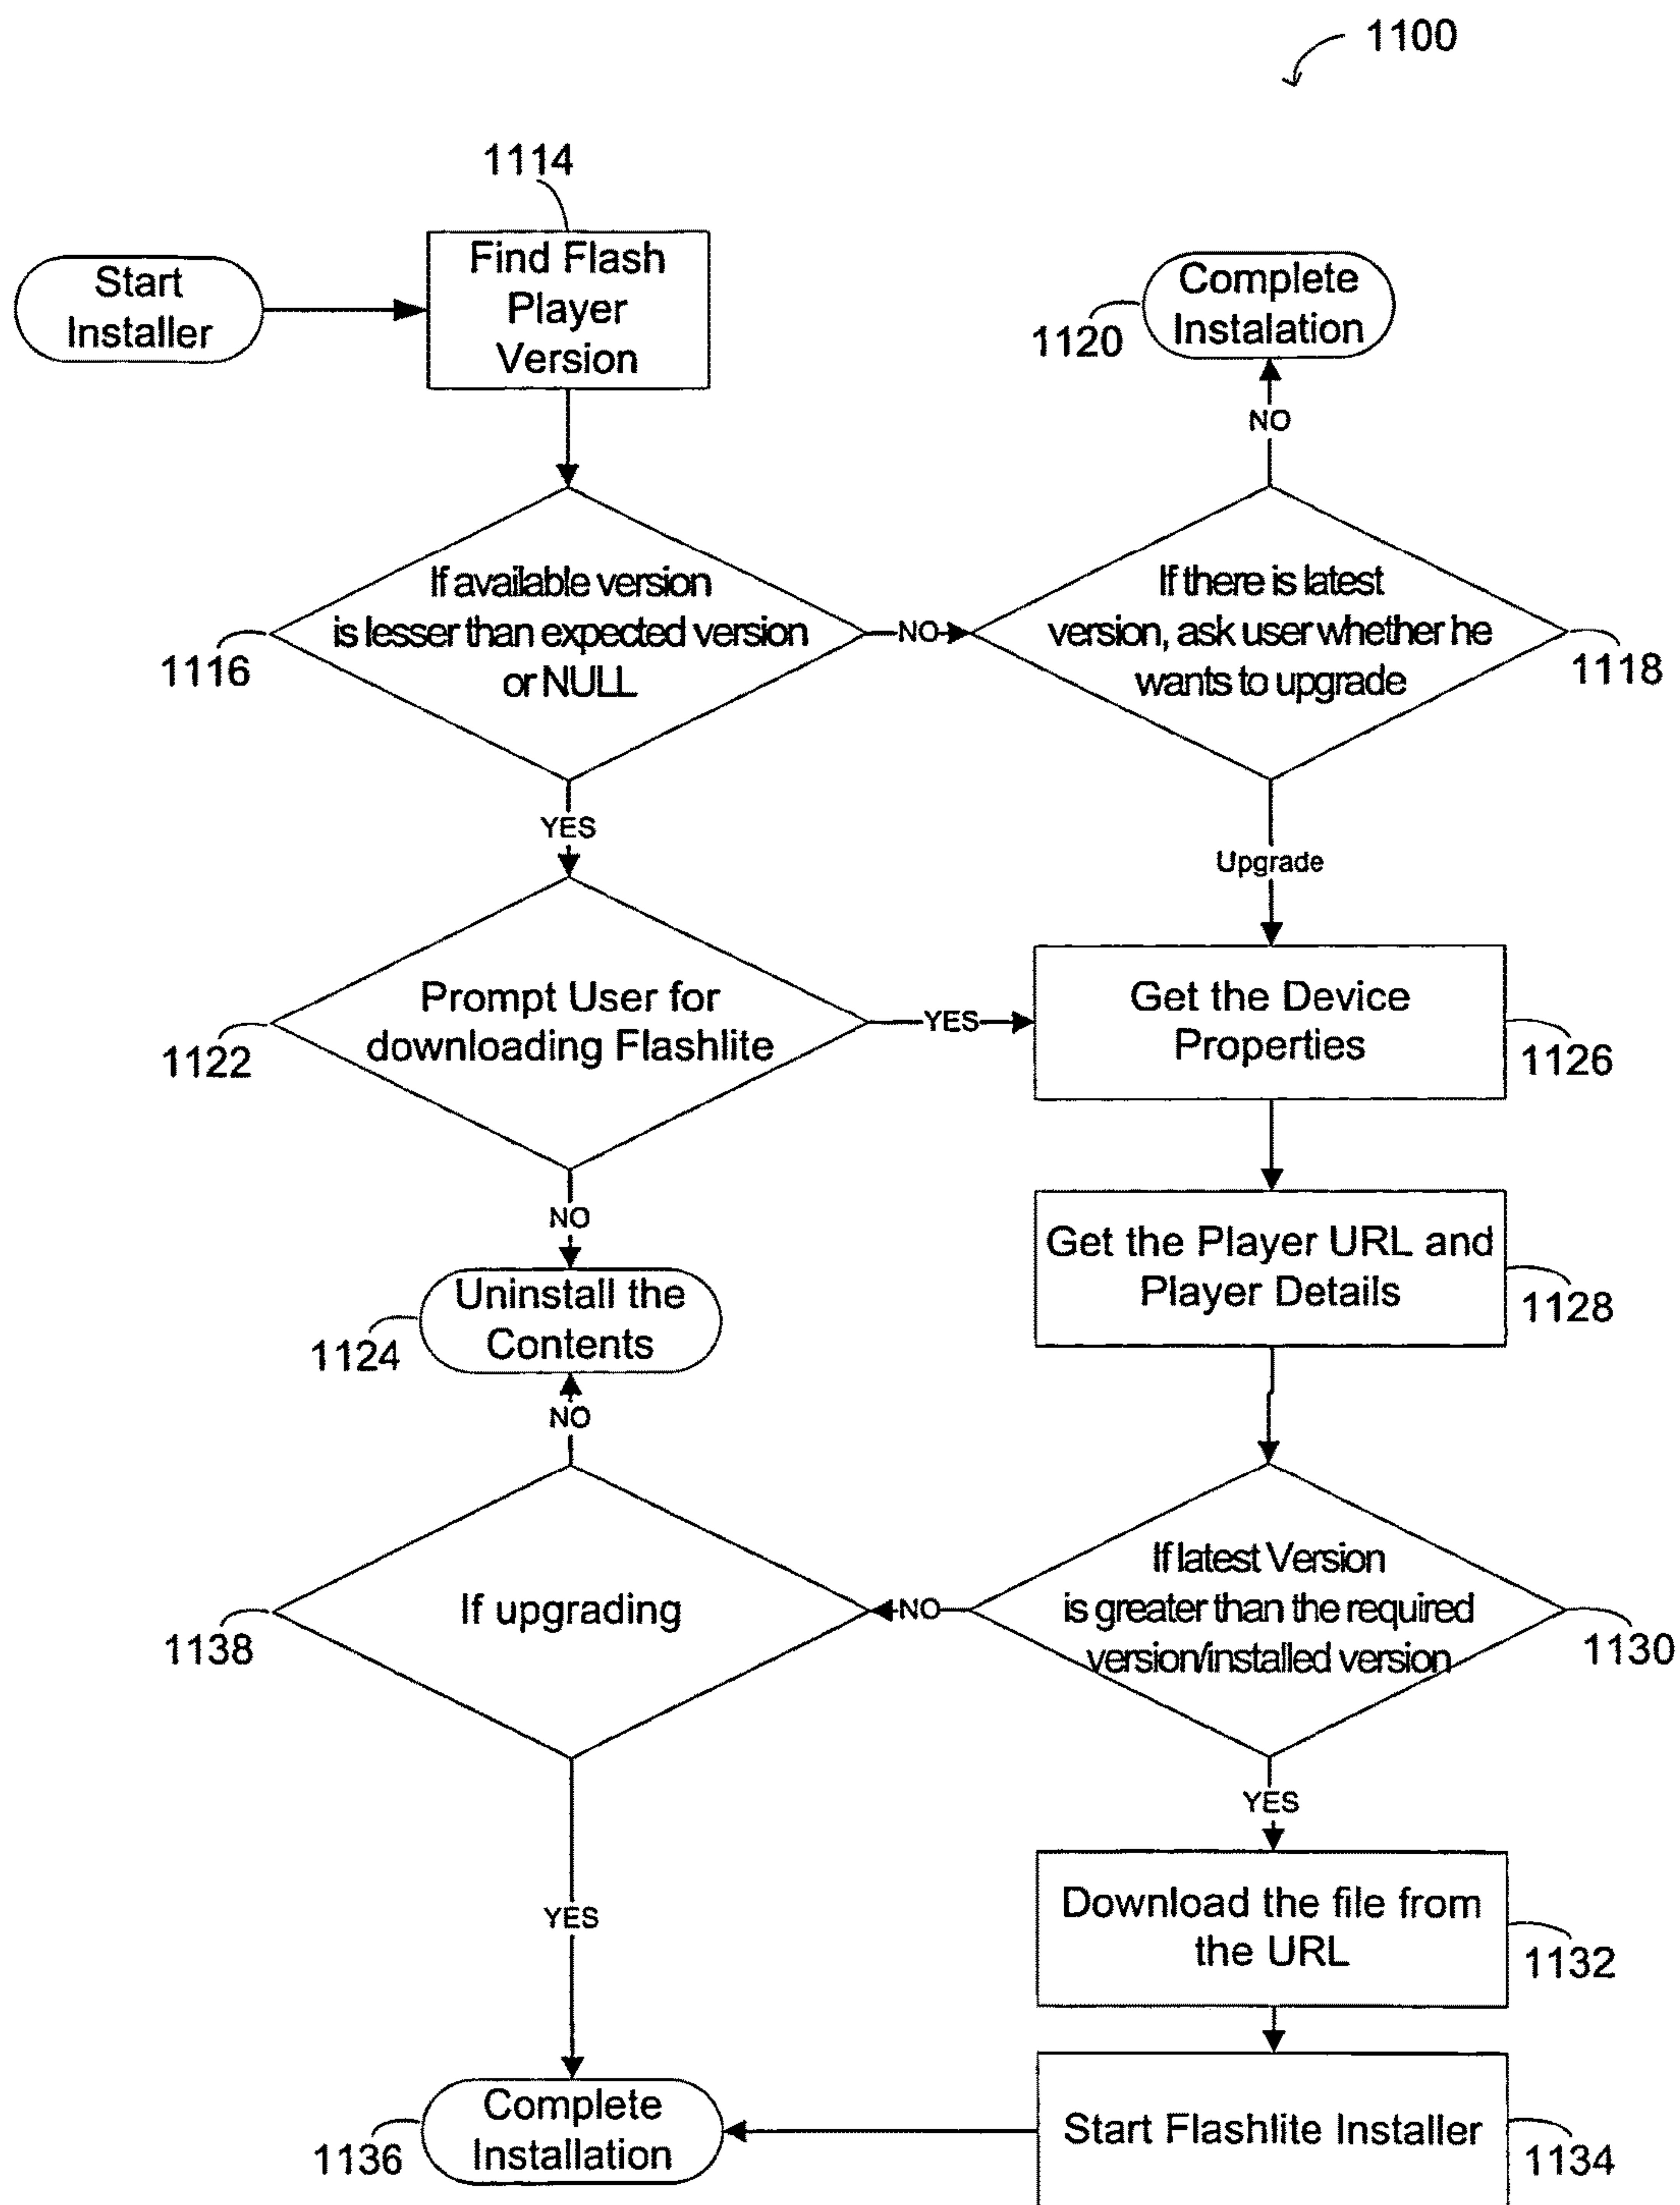 1100
1114
Start
Installer
Find Flash
Player
Version
Complete
Instalation
1120
NO
If available version
is lesser than expected version
or NULL
1116
NO
If there is latest
version, ask user whether he
wants to upgrade
1118
YES
Upgrade
Prompt User for
downloading Flashlite
1122
YES
Get the Device
Properties
1126
NO
Uninstall the
Contents
1124
Get the Player URL and
Player Details
1128
NO
If upgrading
1138
NO
If latest Version
is greater than the required
version/installed version
1130
YES
YES
Download the file from
the URL
1132
Complete
Installation
1136
Start Flashlite Installer
1134